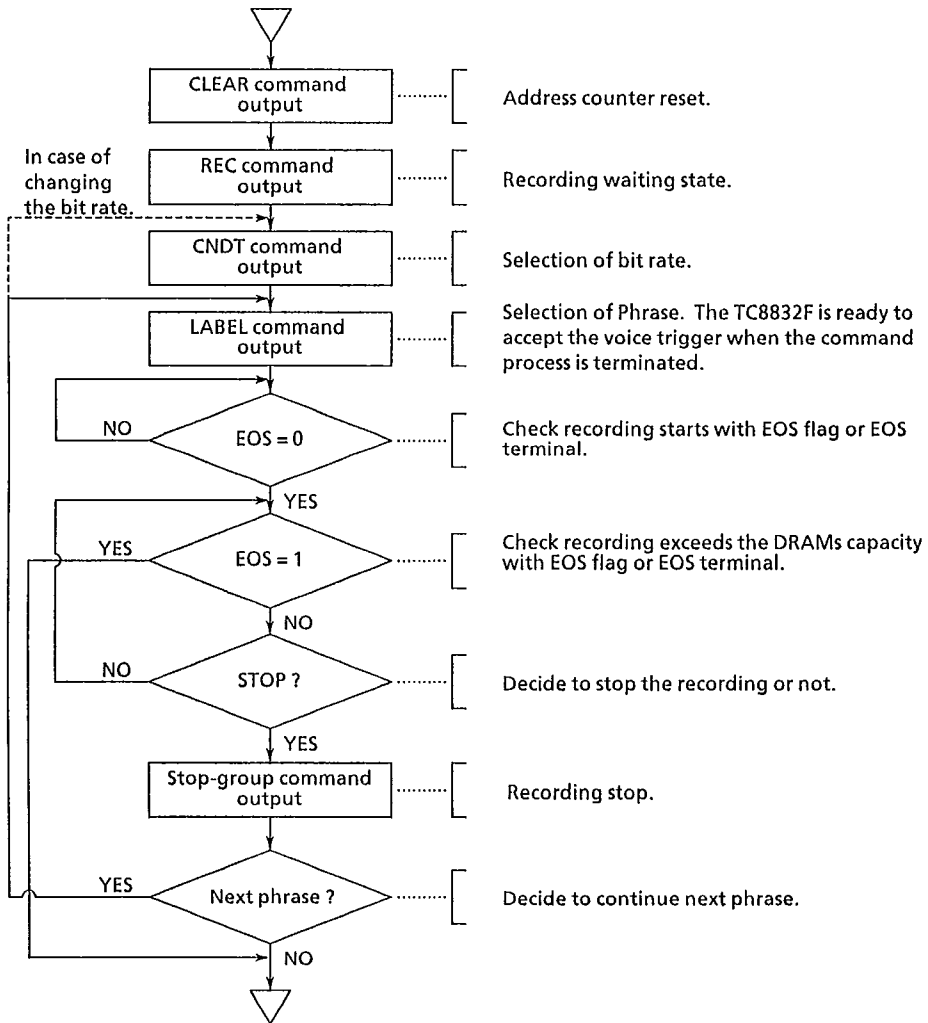 CLEAR command
output
Address counter reset.
In case of
changing
the bit rate.
REC command
output
Recording waiting state.
CNDT command
output
Selection of bit rate.
LABEL command
output
Selection of Phrase. The TC8832F is ready to
accept the voice trigger when the command
process is terminated.
NO
EOS = 0
Check recording starts with EOS flag or EOS
terminal.
YES
YES
EOS = 1
Check recording exceeds the DRAMs capacity
with EOS flag or EOS terminal.
NO
NO
STOP ?
Decide to stop the recording or not.
YES
Stop-group command
output
Recording stop.
YES
Next phrase ?
Decide to continue next phrase.
NO